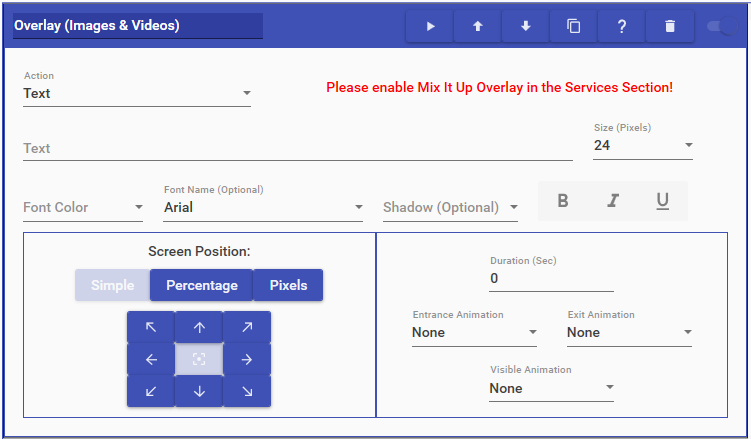 Overlay (Images & Videos)
?
Action
Text
Please enable Mix It Up Overlay in the Services Section!
Text
Size (Pixels)
24
Font Color
Font Name (Optional)
Arial
Shadow (Optional)
B I U
Screen Position:
Simple Percentage Pixels
Duration (Sec)
0
Entrance Animation
None
Exit Animation
None
Visible Animation
None